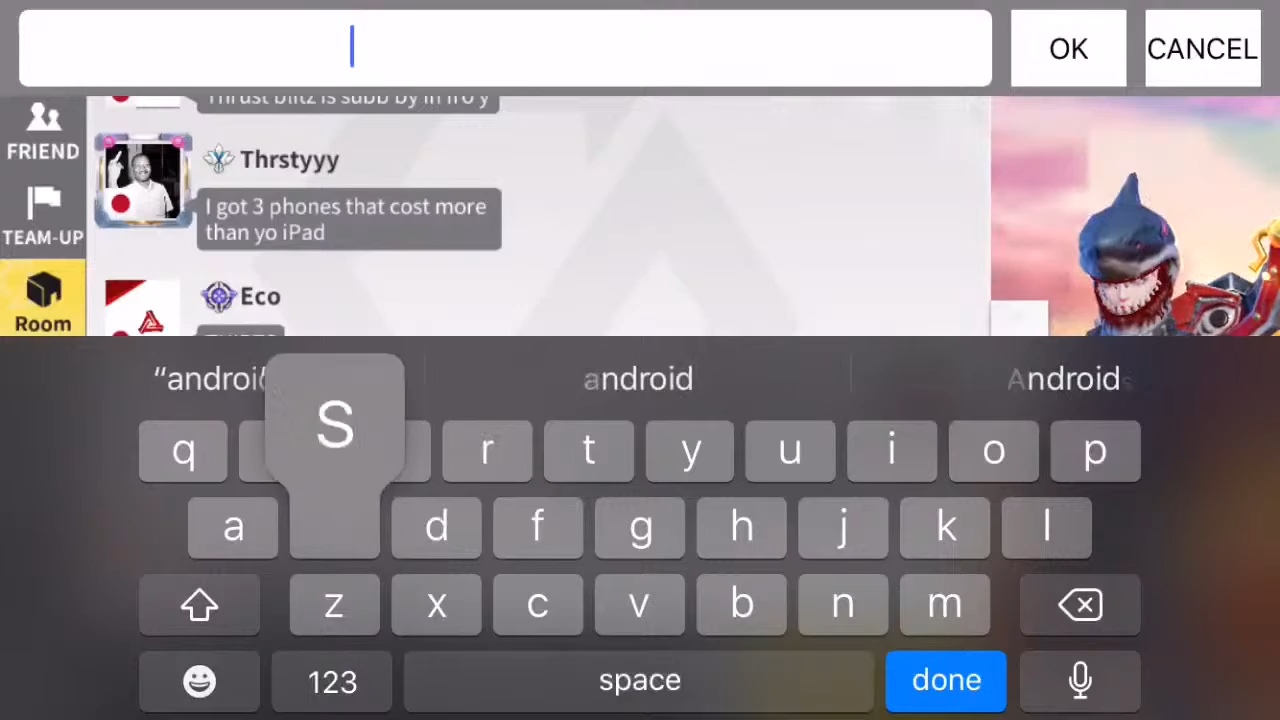 OK
CANCEL
FRIEND
Thrstyyy
I got 3 phones that cost more
than yo iPad
TEAM-UP
Eco
Room
android
Android
S
q r t y u i o p
a d f g h j k l
z x c v b n m
123 space done